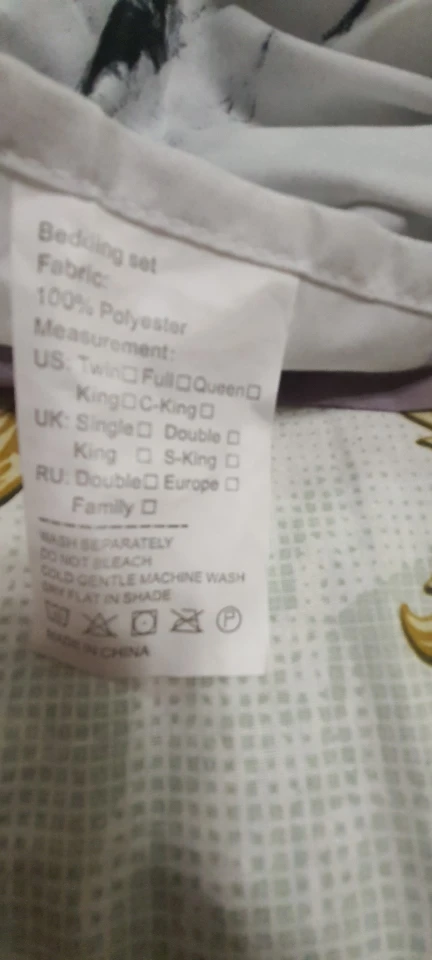 Bedding set
Fabric:
100% Polyester
Measurement:
US: Twin□ Full□ Queen□
King□ C-King□
UK: Single□ Double □
King □ S-King □
RU: Double□ Europe □
Family □
WASH SEPARATELY
DO NOT BLEACH
COLD GENTLE MACHINE WASH
DRY FLAT IN SHADE
P
MADE IN CHINA